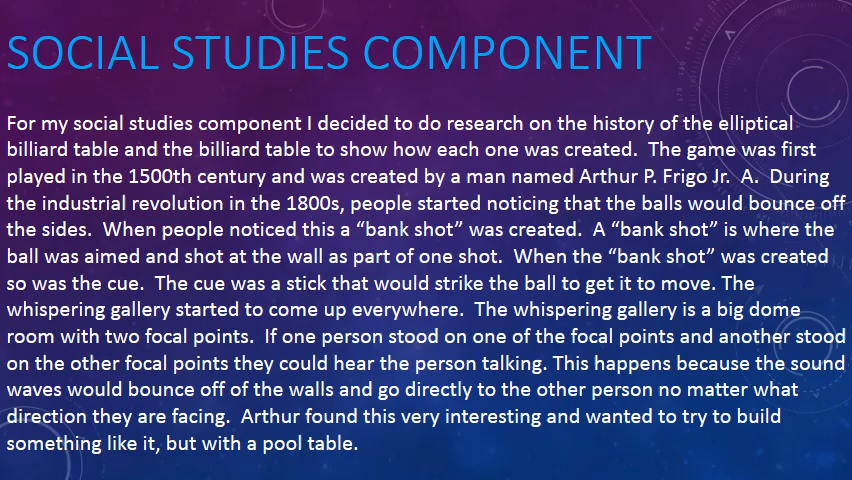 SOCIAL STUDIES COMPONENT
For my social studies component I decided to do research on the history of the elliptical
billiard table and the billiard table to show how each one was created.  The game was first
played in the 1500th century and was created by a man named Arthur P. Frigo Jr.  A.  During
the industrial revolution in the 1800s, people started noticing that the balls would bounce off
the sides.  When people noticed this a “bank shot” was created.  A “bank shot” is where the
ball was aimed and shot at the wall as part of one shot.  When the “bank shot” was created
so was the cue.  The cue was a stick that would strike the ball to get it to move. The
whispering gallery started to come up everywhere.  The whispering gallery is a big dome
room with two focal points.  If one person stood on one of the focal points and another stood
on the other focal points they could hear the person talking. This happens because the sound
waves would bounce off of the walls and go directly to the other person no matter what
direction they are facing.  Arthur found this very interesting and wanted to try to build
something like it, but with a pool table.